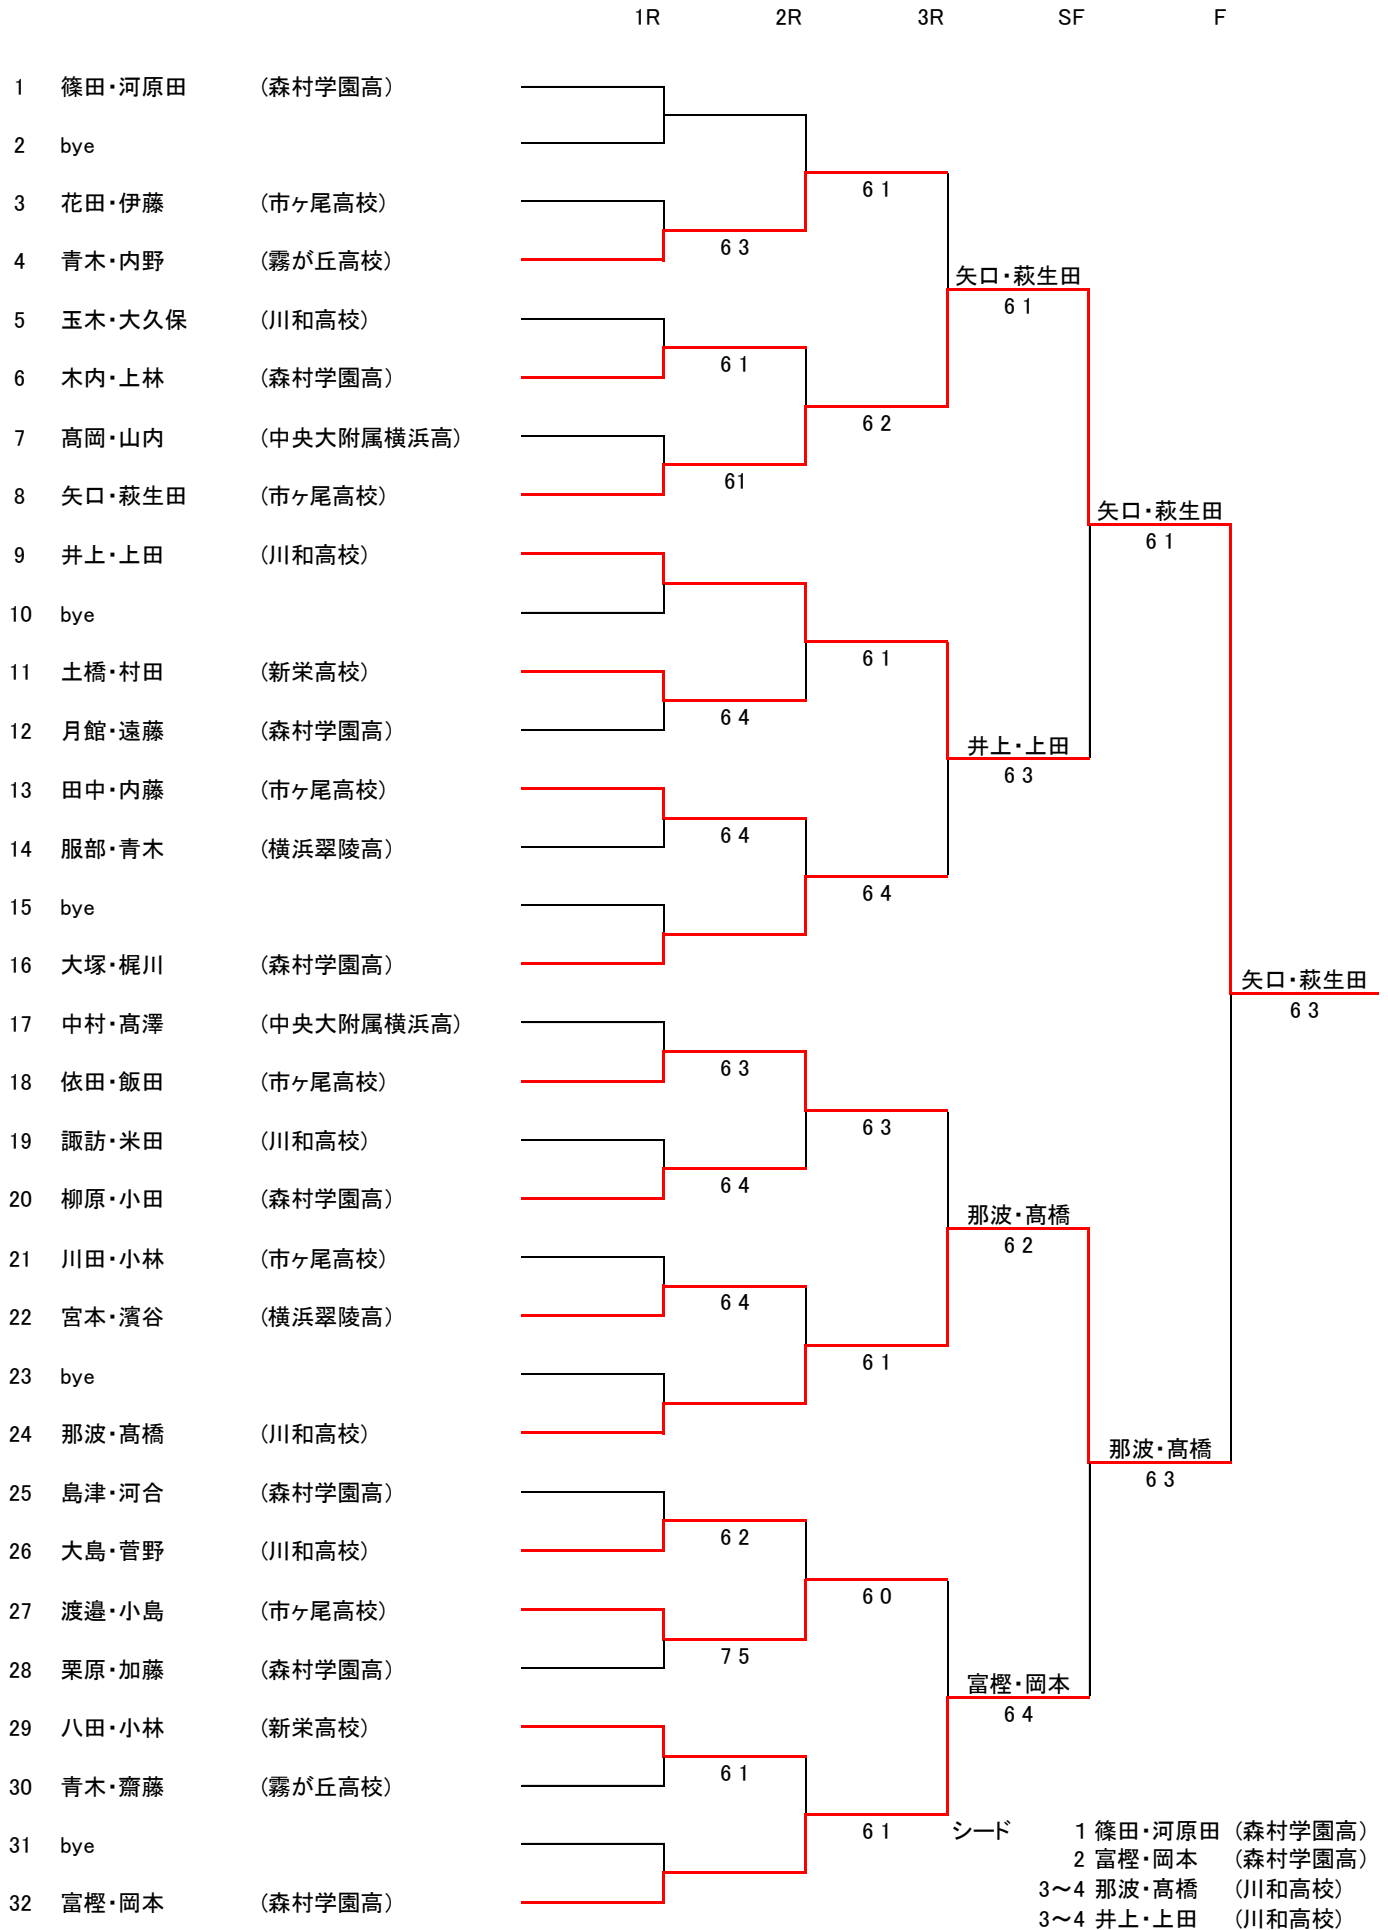 1R 2R 3R SF F
1 篠田・河原田 (森村学園高)
2 bye
6 1
3 花田・伊藤 (市ヶ尾高校)
6 3
4 青木・内野 (霧が丘高校)
矢口・萩生田
6 1
5 玉木・大久保 (川和高校)
6 1
6 木内・上林 (森村学園高)
6 2
7 髙岡・山内 (中央大附属横浜高)
61
8 矢口・萩生田 (市ヶ尾高校)
矢口・萩生田
6 1
9 井上・上田 (川和高校)
10 bye
6 1
11 土橋・村田 (新栄高校)
6 4
12 月館・遠藤 (森村学園高)
井上・上田
6 3
13 田中・内藤 (市ヶ尾高校)
6 4
14 服部・青木 (横浜翠陵高)
6 4
15 bye
16 大塚・梶川 (森村学園高)
矢口・萩生田
6 3
17 中村・髙澤 (中央大附属横浜高)
6 3
18 依田・飯田 (市ヶ尾高校)
6 3
19 諏訪・米田 (川和高校)
6 4
20 柳原・小田 (森村学園高)
那波・髙橋
6 2
21 川田・小林 (市ヶ尾高校)
6 4
22 宮本・濱谷 (横浜翠陵高)
6 1
23 bye
24 那波・髙橋 (川和高校)
那波・髙橋
6 3
25 島津・河合 (森村学園高)
6 2
26 大島・菅野 (川和高校)
6 0
27 渡邉・小島 (市ヶ尾高校)
7 5
28 栗原・加藤 (森村学園高)
富樫・岡本
6 4
29 八田・小林 (新栄高校)
6 1
30 青木・齋藤 (霧が丘高校)
6 1
31 bye
32 富樫・岡本 (森村学園高)
シード 1 篠田・河原田 (森村学園高)
2 富樫・岡本 (森村学園高)
3～4 那波・髙橋 (川和高校)
3～4 井上・上田 (川和高校)